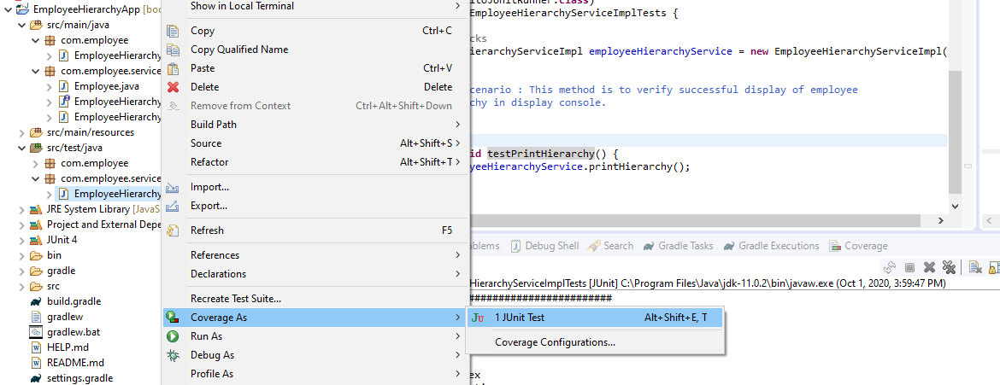 EmployeeHierarchyApp [boo
src/main/java
com.employee
EmployeeHierarchy
com.employee.service
Employee.java
EmployeeHierarchy
EmployeeHierarchy
src/main/resources
src/test/java
com.employee
com.employee.service
EmployeeHierarchy
JRE System Library [JavaS
Project and External Depe
JUnit 4
bin
gradle
src
build.gradle
gradlew
gradlew.bat
HELP.md
README.md
settings.gradle
Show in Local Terminal
Copy Ctrl+C
Copy Qualified Name
Paste Ctrl+V
Delete Delete
Remove from Context Ctrl+Alt+Shift+Down
Build Path
Source Alt+Shift+S
Refactor Alt+Shift+T
Import...
Export...
Refresh F5
References
Declarations
Recreate Test Suite...
Coverage As
Run As
Debug As
Profile As
1 JUnit Test Alt+Shift+E, T
Coverage Configurations...
itoJUnitRunner.class)
EmployeeHierarchyServiceImplTests {
cks
ierarchyServiceImpl employeeHierarchyService = new EmployeeHierarchyServiceImpl(
cenario : This method is to verify successful display of employee
chy in display console.
id testPrintHierarchy() {
yeeHierarchyService.printHierarchy();
oblems Debug Shell Search Gradle Tasks Gradle Executions Coverage
HierarchyServiceImplTests [JUnit] C:\Program Files\Java\jdk-11.0.2\bin\javaw.exe (Oct 1, 2020, 3:59:47 PM)
########################
ex